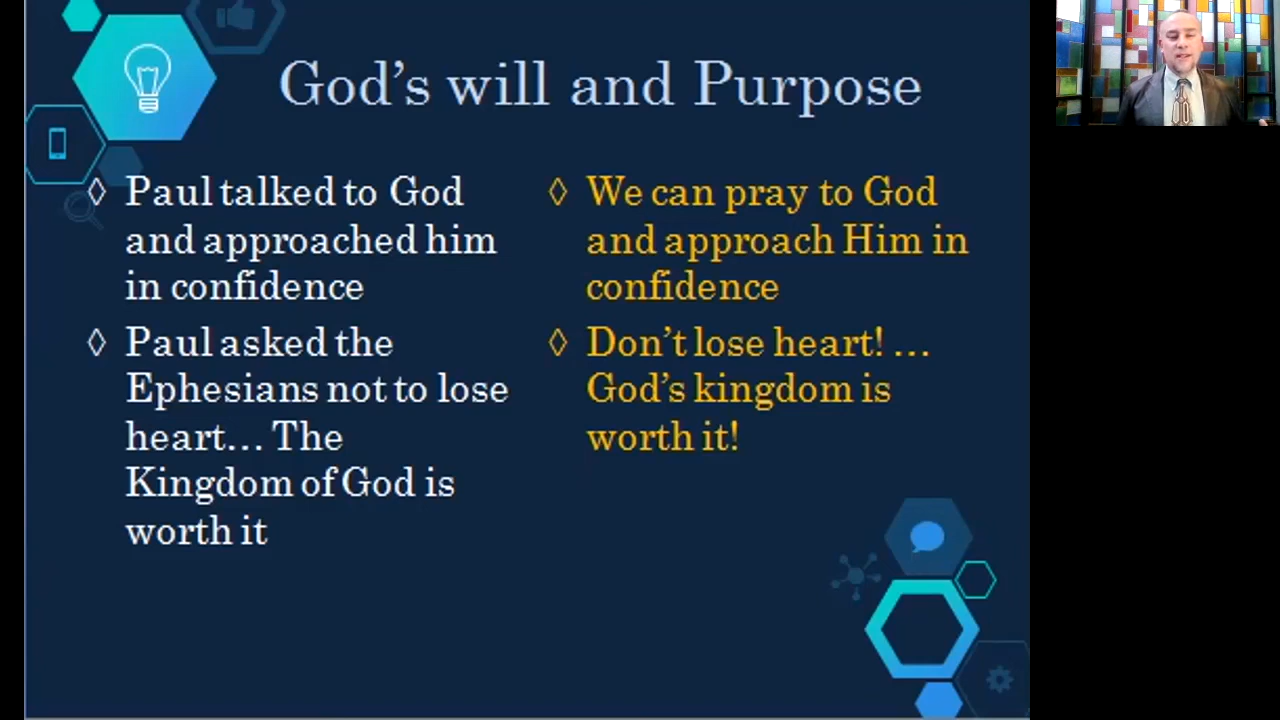 God’s will and Purpose
◊ Paul talked to God
and approached him
in confidence
◊ Paul asked the
Ephesians not to lose
heart… The
Kingdom of God is
worth it
◊ We can pray to God
and approach Him in
confidence
◊ Don’t lose heart! …
God’s kingdom is
worth it!